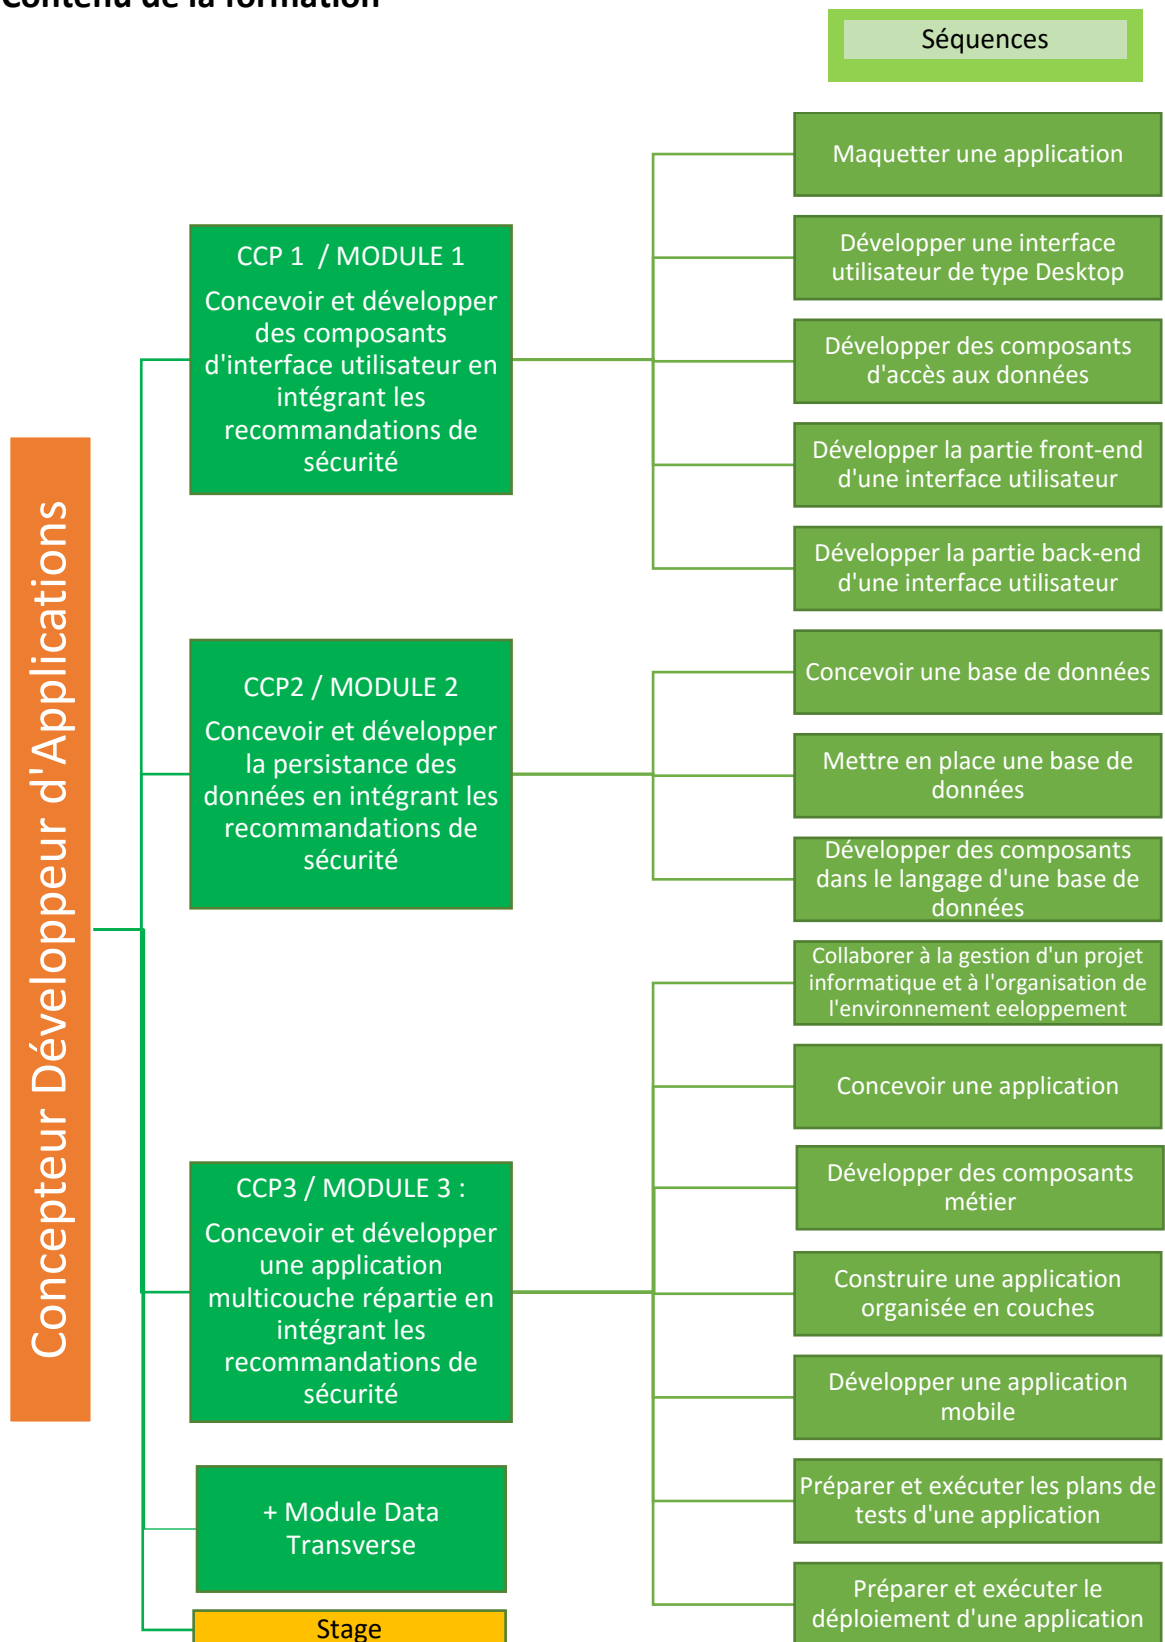 Contenu de la formation
Séquences
Concepteur Développeur d'Applications
CCP 1 / MODULE 1
Concevoir et développer
des composants
d'interface utilisateur en
intégrant les
recommandations de
sécurité
Maquetter une application
Développer une interface
utilisateur de type Desktop
Développer des composants
d'accès aux données
Développer la partie front-end
d'une interface utilisateur
Développer la partie back-end
d'une interface utilisateur
CCP2 / MODULE 2
Concevoir et développer
la persistance des
données en intégrant les
recommandations de
sécurité
Concevoir une base de données
Mettre en place une base de
données
Développer des composants
dans le langage d'une base de
données
CCP3 / MODULE 3 :
Concevoir et développer
une application
multicouche répartie en
intégrant les
recommandations de
sécurité
Collaborer à la gestion d'un projet
informatique et à l'organisation de
l'environnement eeloppement
Concevoir une application
Développer des composants
métier
Construire une application
organisée en couches
Développer une application
mobile
Préparer et exécuter les plans de
tests d'une application
Préparer et exécuter le
déploiement d'une application
+ Module Data
Transverse
Stage